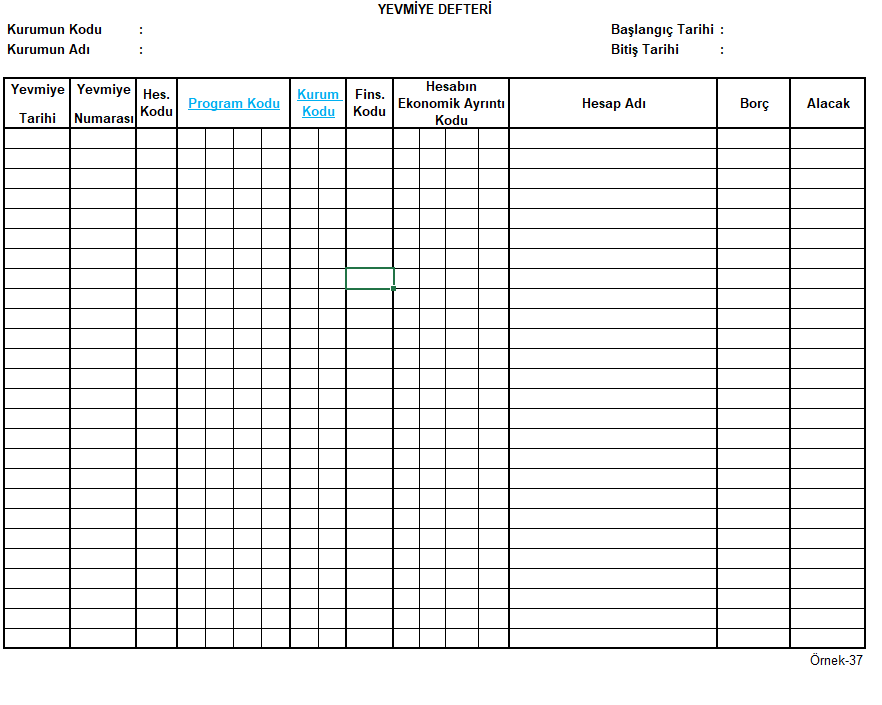 YEVMİYE DEFTERİ
Kurumun Kodu :
Başlangıç Tarihi :
Kurumun Adı :
Bitiş Tarihi :
Yevmiye
Tarihi
Yevmiye
Numarası
Hes.
Kodu
Program Kodu
Kurum
Kodu
Fins.
Kodu
Hesabın
Ekonomik Ayrıntı
Kodu
Hesap Adı
Borç
Alacak
Örnek-37